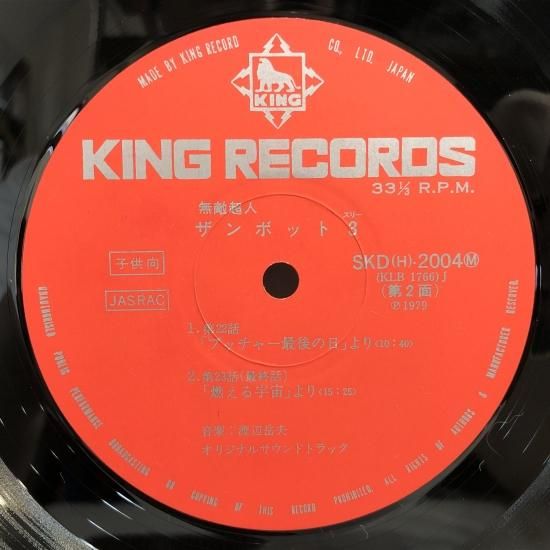 MADE BY KING RECORD CO., LTD. JAPAN
KING
KING RECORDS
33⅓ R.P.M.
無敵超人
スリー
ザンボット3
子供向
JASRAC
SKD(H)-2004Ⓜ
(KLB 1766)J
(第2面)
Ⓟ1979
1. 第22話
「ブッチャー最後の日」より<10:40>
2. 第23話(最終話)
「燃える宇宙」より<15:25>
音楽:渡辺岳夫
オリジナルサウンドトラック
UNAUTHORISED PUBLIC PERFORMANCE BROADCASTING OR COPYING OF THIS RECORD PROHIBITED. ALL RIGHTS OF AUTHORS & MANUFACTURER RESERVED.